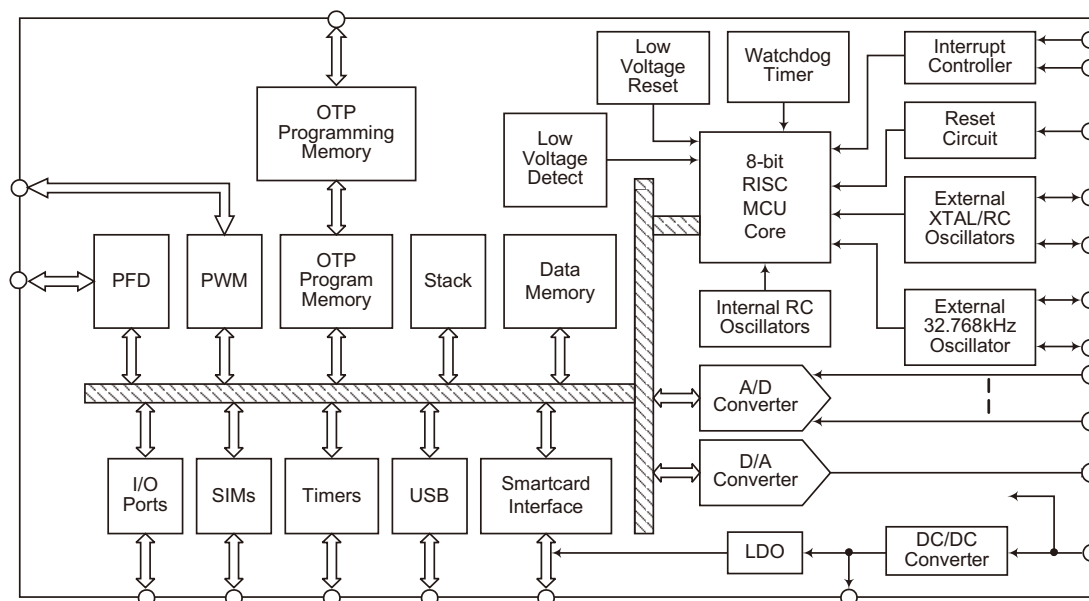 Low
Voltage
Reset
Watchdog
Timer
Interrupt
Controller
OTP
Programming
Memory
Low
Voltage
Detect
8-bit
RISC
MCU
Core
Reset
Circuit
External
XTAL/RC
Oscillators
PFD
PWM
OTP
Program
Memory
Stack
Data
Memory
Internal RC
Oscillators
External
32.768kHz
Oscillator
A/D
Converter
I/O
Ports
SIMs
Timers
USB
Smartcard
Interface
D/A
Converter
LDO
DC/DC
Converter